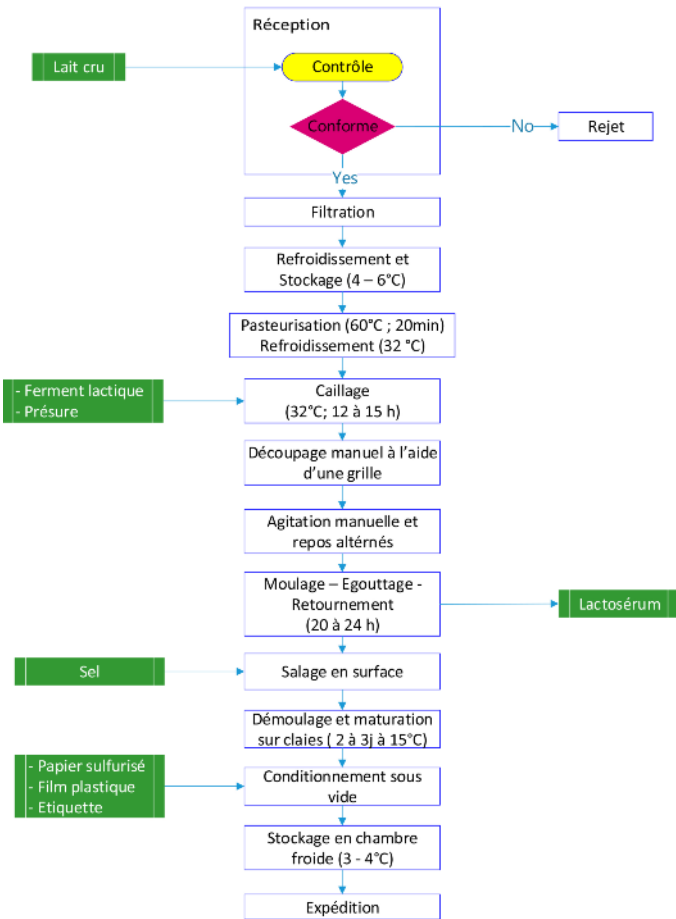 Réception
Lait cru
Contrôle
Conforme
No
Rejet
Yes
Filtration
Refroidissement et
Stockage (4 – 6°C)
Pasteurisation (60°C ; 20min)
Refroidissement (32 °C)
- Ferment lactique
- Présure
Caillage
(32°C; 12 à 15 h)
Découpage manuel à l’aide
d’une grille
Agitation manuelle et
repos altérnés
Moulage – Egouttage -
Retournement
(20 à 24 h)
Lactosérum
Sel
Salage en surface
Démoulage et maturation
sur claies ( 2 à 3j à 15°C)
- Papier sulfurisé
- Film plastique
- Etiquette
Conditionnement sous
vide
Stockage en chambre
froide (3 - 4°C)
Expédition